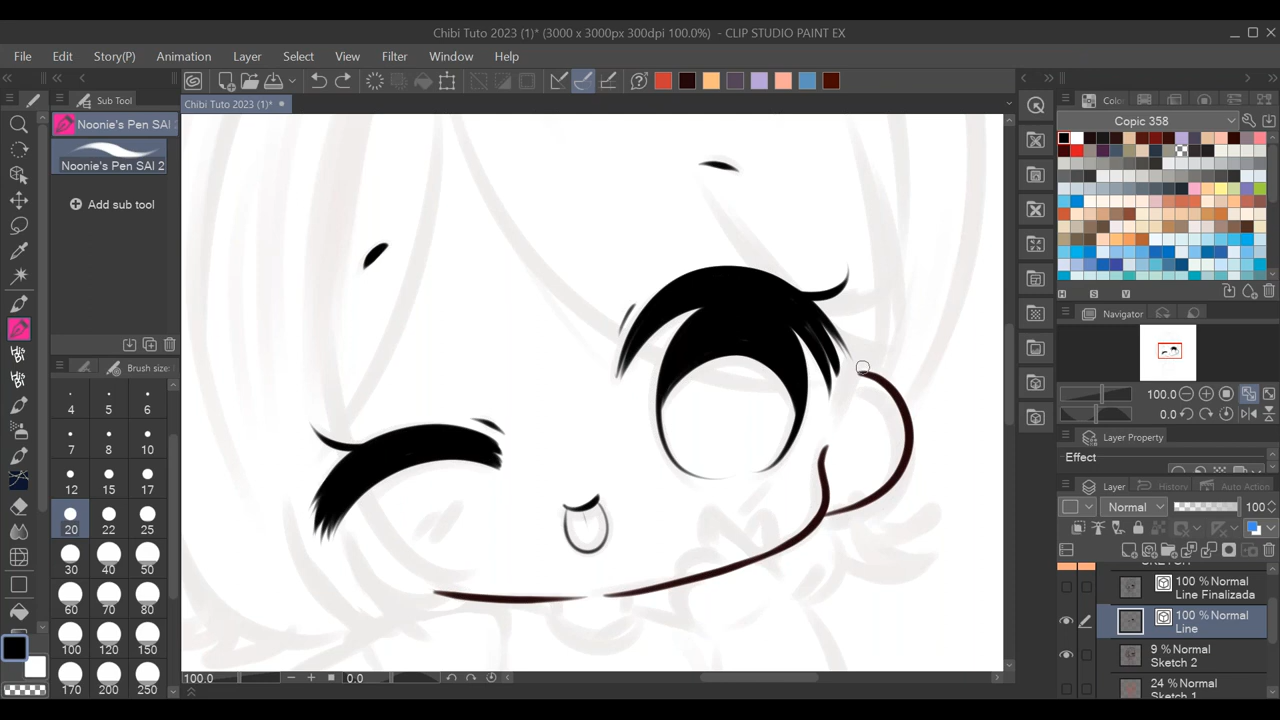 Chibi Tuto 2023 (1)* (3000 x 3000px 300dpi 100.0%)  - CLIP STUDIO PAINT EX
File Edit Story(P) Animation Layer Select View Filter Window Help
Sub Tool
Chibi Tuto 2023 (1)*
Noonie's Pen SAI
Noonie's Pen SAI 2
Add sub tool
Brush size:
4 5 6
7 8 10
12 15 17
20 22 25
30 40 50
60 70 80
100 120 150
170 200 250
100.0 0.0
Copic 358
H S V
Navigator
100.0
0.0
Layer Property
Effect
Layer History Auto Action
Normal 100
SKETCH
100 % Normal
Line Finalizada
100 % Normal
Line
9 % Normal
Sketch 2
24 % Normal
Sketch 1